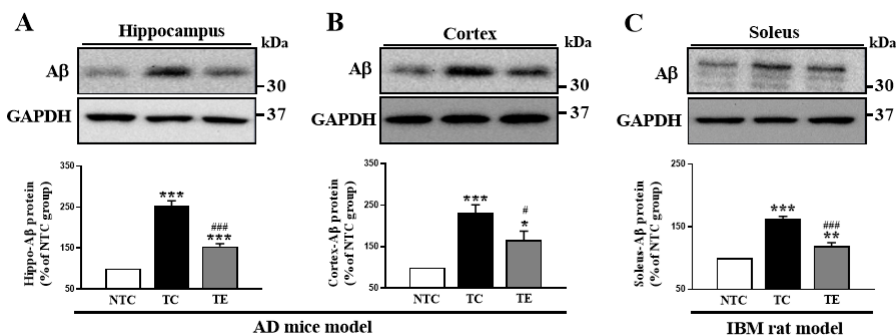 A
Hippocampus
kDa
Aβ
30
GAPDH
37
350
250
150
50
Hippo-Aβ protein
(% of NTC group)
***
###
***
NTC TC TE
B
Cortex
kDa
Aβ
30
GAPDH
37
350
250
150
50
Cortex-Aβ protein
(% of NTC group)
***
#
*
NTC TC TE
AD mice model
C
Soleus
kDa
Aβ
30
GAPDH
37
250
150
50
Soleus-Aβ protein
(% of NTC group)
***
###
**
NTC TC TE
IBM rat model